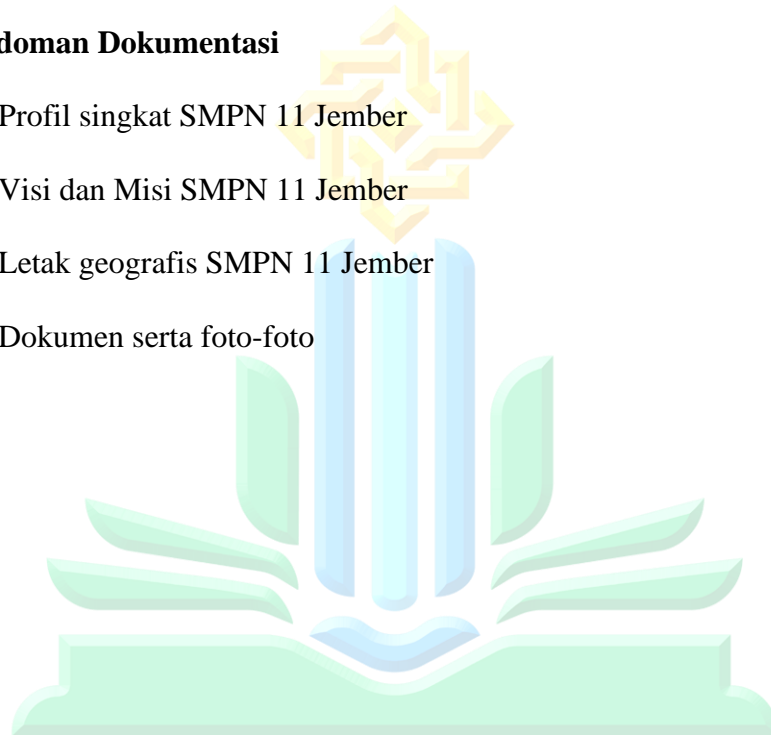 doman Dokumentasi
Profil singkat SMPN 11 Jember
Visi dan Misi SMPN 11 Jember
Letak geografis SMPN 11 Jember
Dokumen serta foto-foto